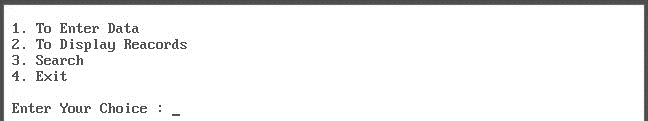 1. To Enter Data
2. To Display Reacords
3. Search
4. Exit
Enter Your Choice : _